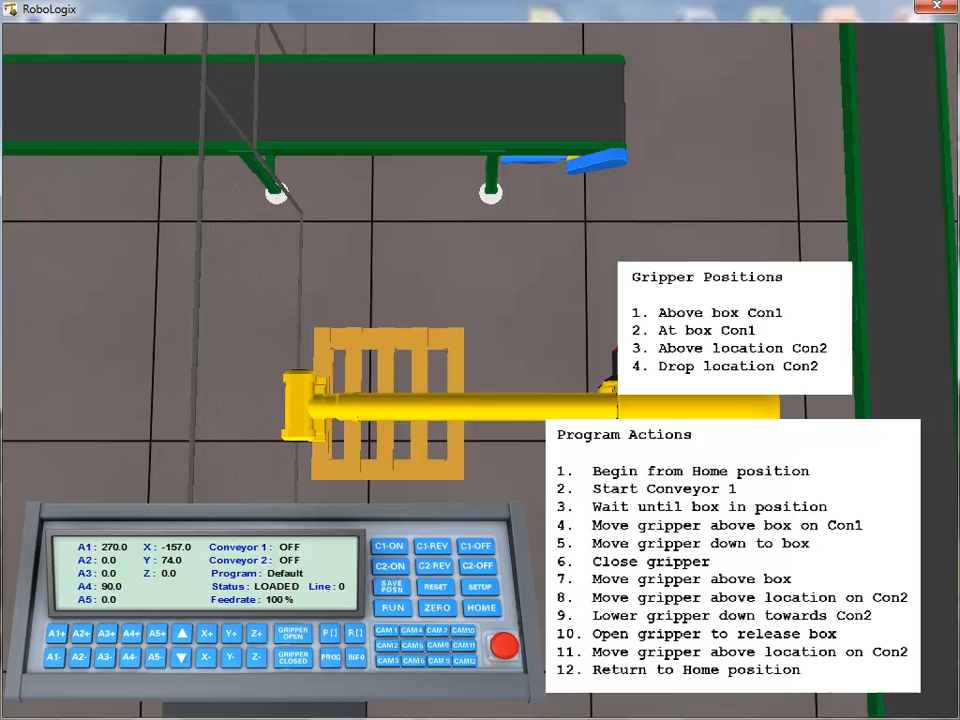 RoboLogix
Gripper Positions
1. Above box Con1
2. At box Con1
3. Above location Con2
4. Drop location Con2
Program Actions
1. Begin from Home position
2. Start Conveyor 1
3. Wait until box in position
4. Move gripper above box on Con1
5. Move gripper down to box
6. Close gripper
7. Move gripper above box
8. Move gripper above location on Con2
9. Lower gripper down towards Con2
10. Open gripper to release box
11. Move gripper above location on Con2
12. Return to Home position
A1: 270.0 X: -157.0 Conveyor 1: OFF
A2: 0.0 Y: 74.0 Conveyor 2: OFF
A3: 0.0 Z: 0.0 Program: Default
A4: 90.0 Status: LOADED Line: 0
A5: 0.0 Feedrate: 100%
C1-ON C1-REV C1-OFF
C2-ON C2-REV C2-OFF
SAVE POSN RESET SETUP
RUN ZERO HOME
A1+ A2+ A3+ A4+ A5+ X+ Y+ Z+ GRIPPER OPEN P[] R[] CAM1 CAM4 CAM7 CAM10
CAM2 CAM5 CAM8 CAM11
A1- A2- A3- A4- A5- X- Y- Z- GRIPPER CLOSED PROG INFO CAM3 CAM6 CAM9 CAM12